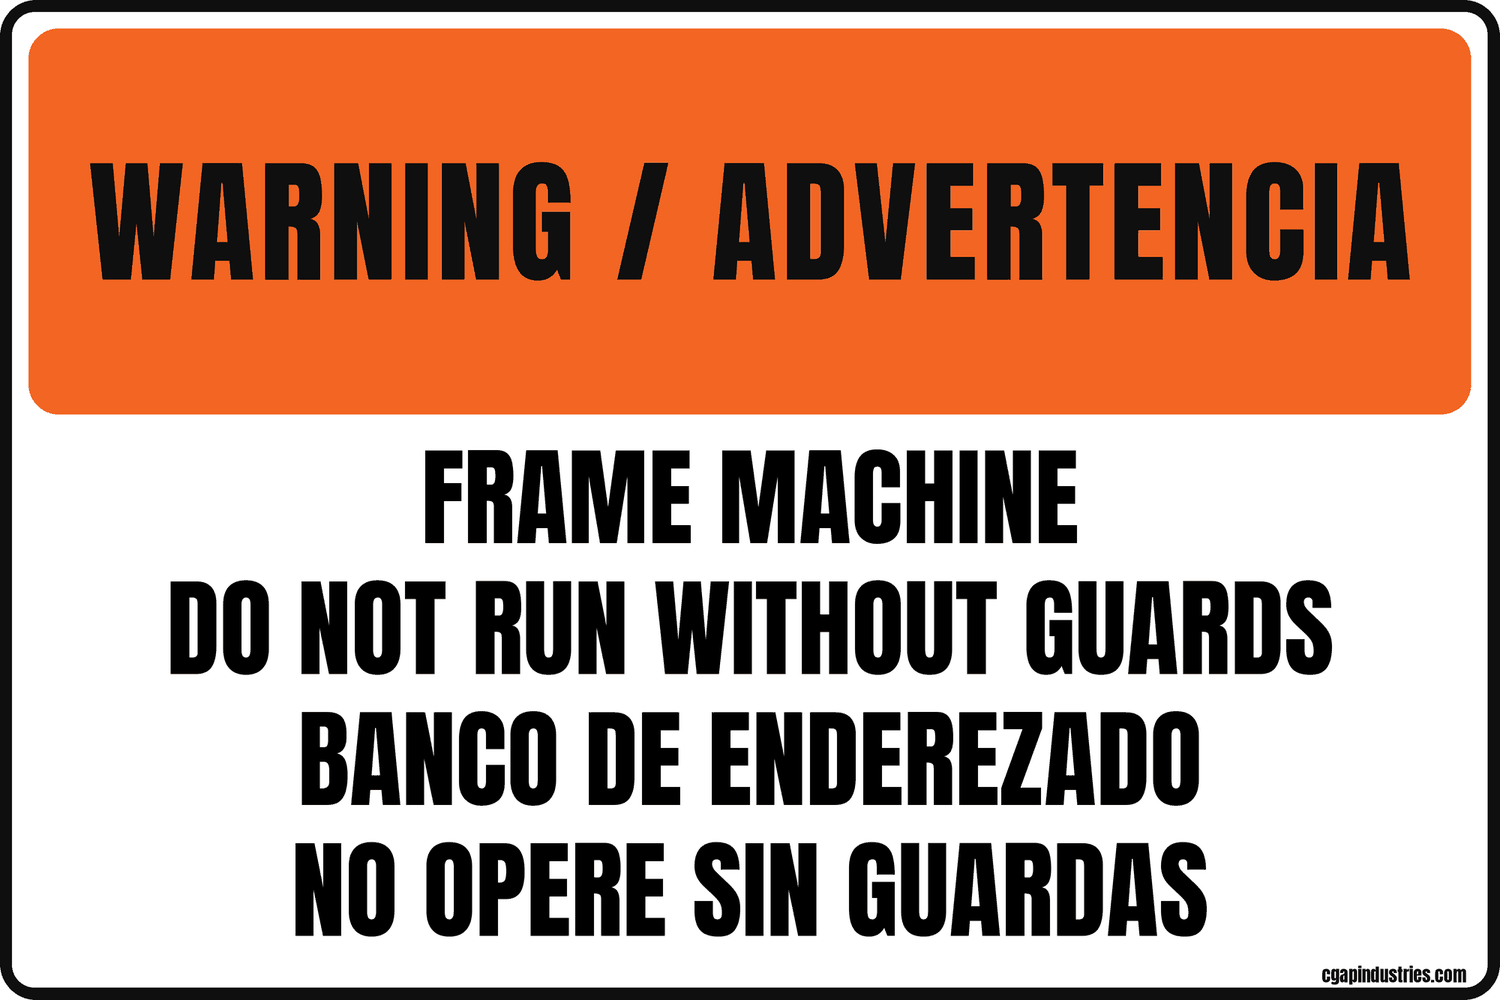 WARNING / ADVERTENCIA
FRAME MACHINE
DO NOT RUN WITHOUT GUARDS
BANCO DE ENDEREZADO
NO OPERE SIN GUARDAS
cgapindustries.com